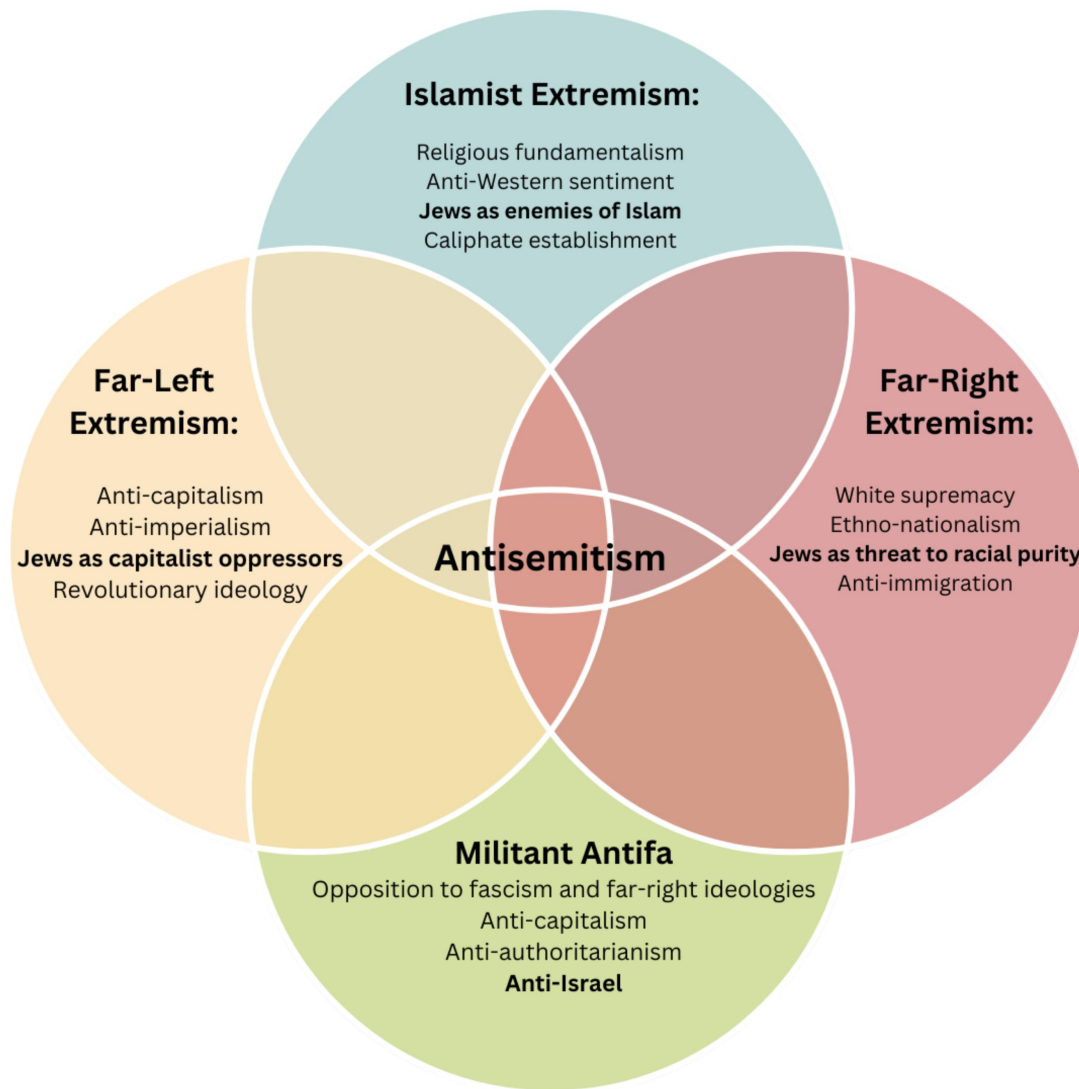 Islamist Extremism:
Religious fundamentalism
Anti-Western sentiment
Jews as enemies of Islam
Caliphate establishment
Far-Left
Extremism:
Anti-capitalism
Anti-imperialism
Jews as capitalist oppressors
Revolutionary ideology
Far-Right
Extremism:
White supremacy
Ethno-nationalism
Jews as threat to racial purity
Anti-immigration
Antisemitism
Militant Antifa
Opposition to fascism and far-right ideologies
Anti-capitalism
Anti-authoritarianism
Anti-Israel